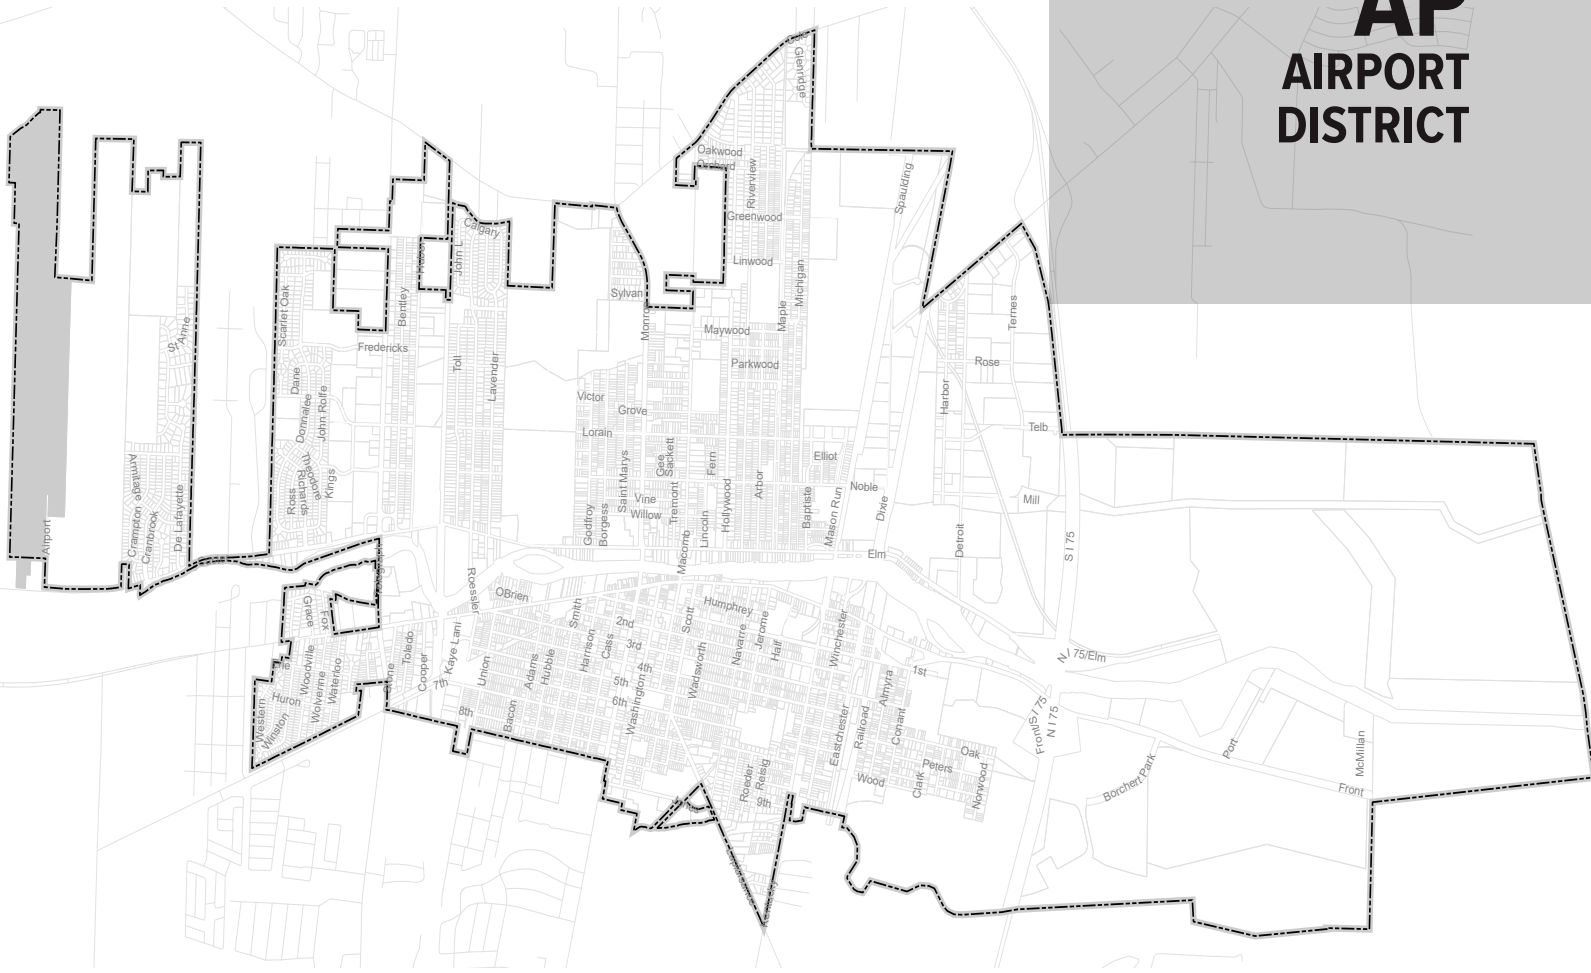 AP
AIRPORT
DISTRICT
Glenridge
Oakwood
Orchard
Riverview
Spaulding
Greenwood
Calgary
John L
Linwood
Michigan
Sylvan
Scarlet Oak
Bentley
Ternes
Monroe
Maple
St Anne
Maywood
Fredericks
Toll
Lavender
Parkwood
Rose
Dane
Victor
Harbor
John Rolfe
Donnalee
Grove
Lorain
Telb
Elliot
Sackett
Gee
Fern
Arbor
Theodore
Kings
Richards
Ross
Saint Marys
Noble
Mill
Armitage
Crampton
Cranbrook
De Lafayette
Vine
Willow
Tremont
Lincoln
Hollywood
Baptiste
Mason Run
Dixie
Godfroy
Borgess
Detroit
Airport
Elm
Macomb
S I 75
Roessler
OBrien
Grace
Fox
Smith
Humphrey
2nd
Scott
Jerome
Winchester
3rd
Navarre
Half
Harrison
Cass
Kaye Lani
Toledo
N I 75/Elm
Woodville
Cooper
Union
Adams
Hubble
4th
Wadsworth
1st
Stone
7th
5th
Almyra
Huron
Wolverine
Waterloo
6th
Washington
8th
Bacon
Western
Winston
Railroad
Conant
Front/S I 75
N I 75
Eastchester
Oak
Port
McMillan
Peters
Reisig
Roeder
Wood
Clark
Norwood
Borchert Park
Front
9th
Kentucky